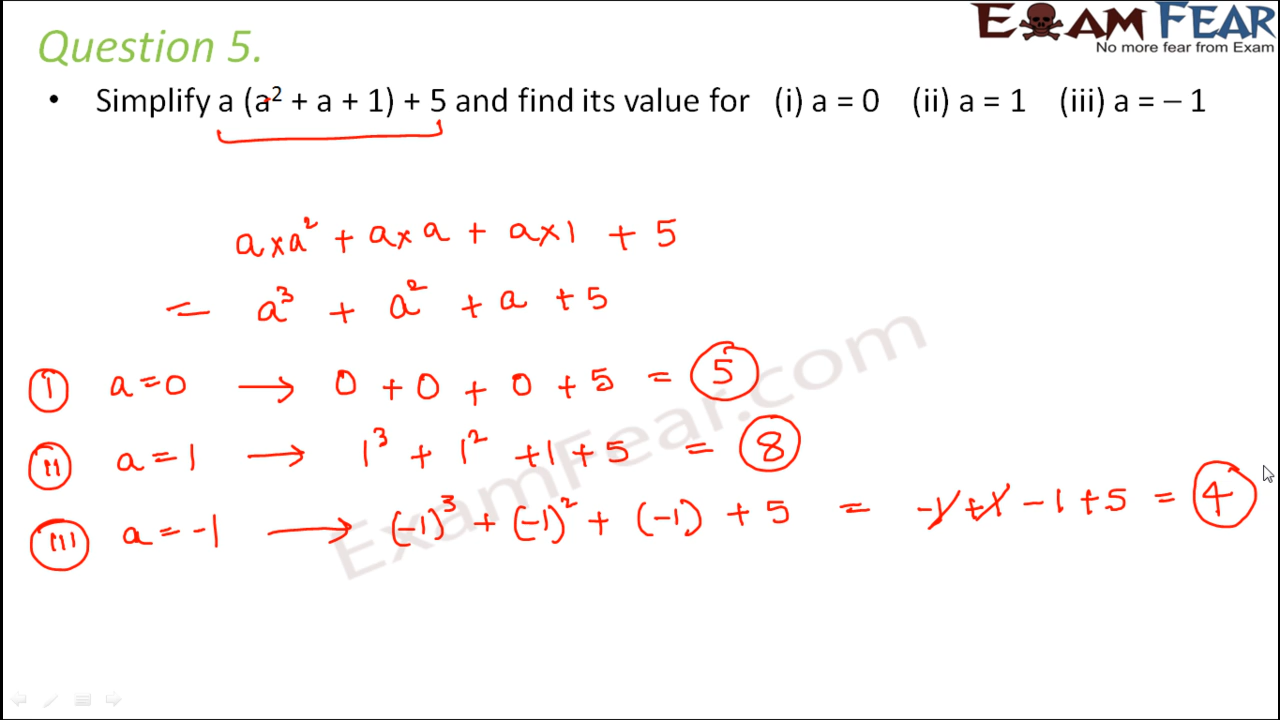 EXAM FEAR
No more fear from Exam
Question 5.
• Simplify a (a² + a + 1) + 5 and find its value for (i) a = 0 (ii) a = 1 (iii) a = – 1
a×a² + a×a + a×1 + 5
= a³ + a² + a + 5
(i) a=0 → 0 + 0 + 0 + 5 = 5
(ii) a=1 → 1³ + 1² +1 + 5 = 8
(iii) a=-1 → (-1)³ + (-1)² + (-1) + 5 = -1 +1 -1 +5 = 4
ExamFear.com